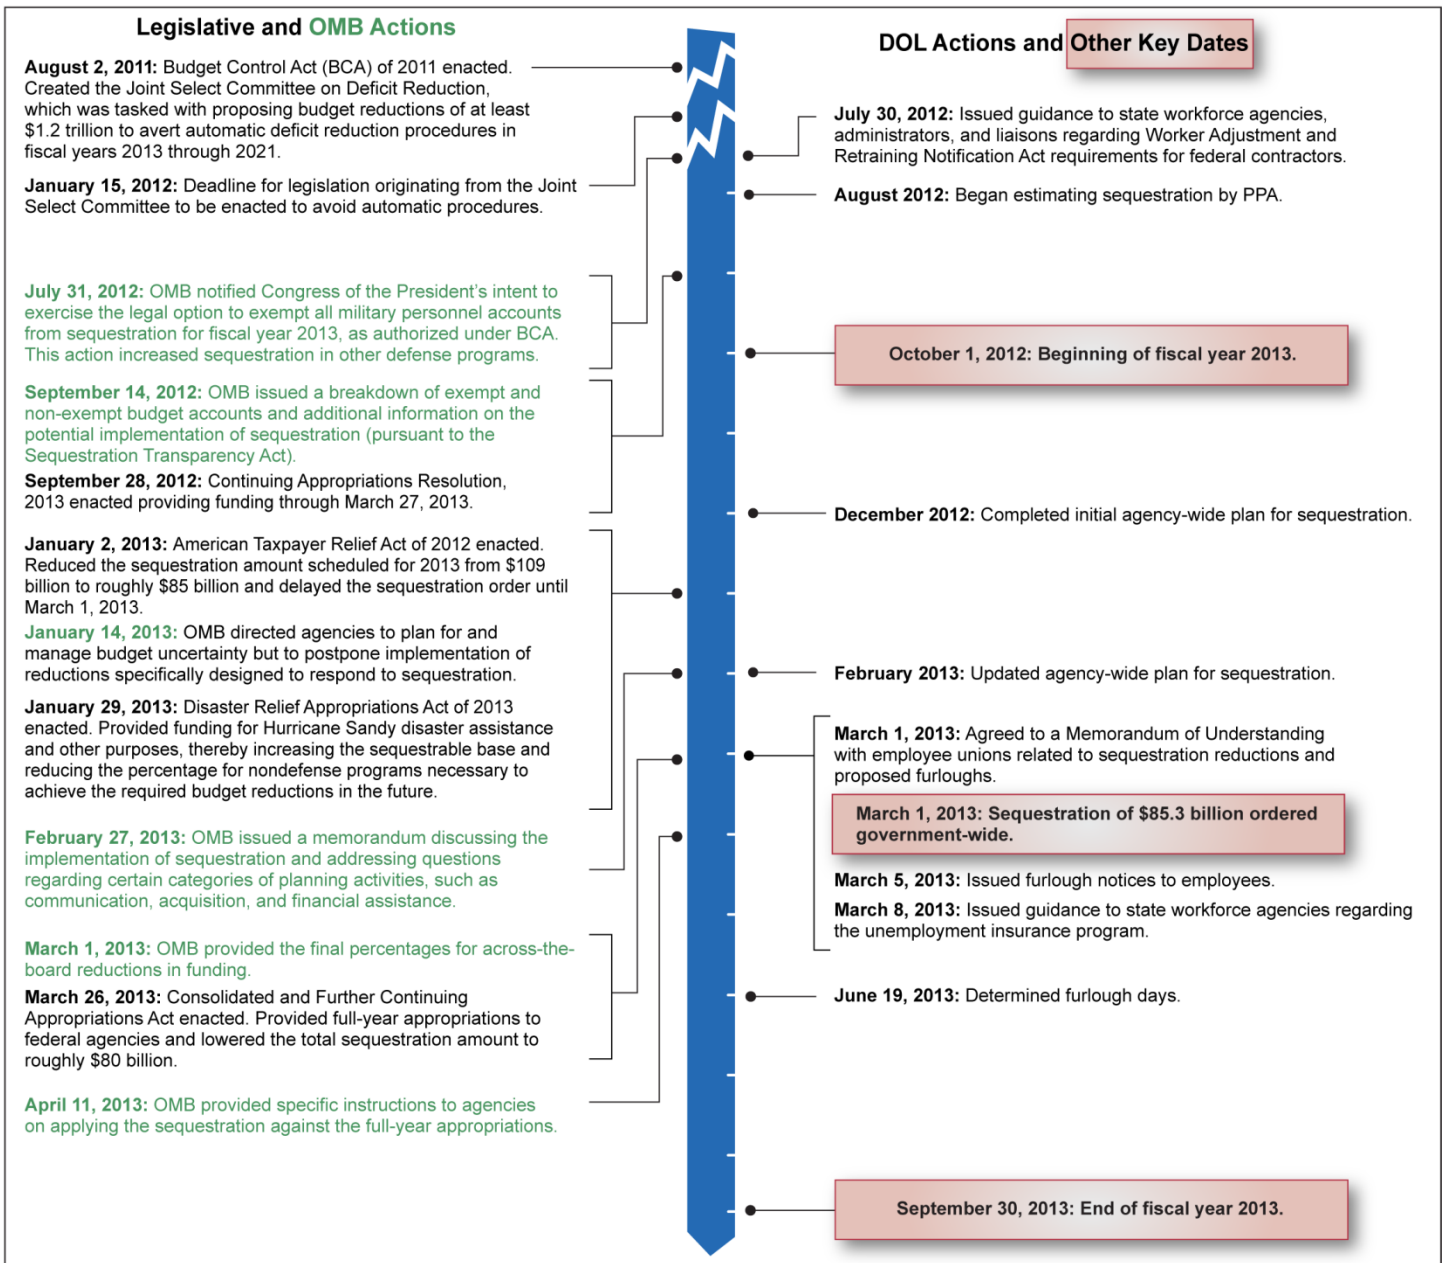 Legislative and OMB Actions
August 2, 2011: Budget Control Act (BCA) of 2011 enacted.
Created the Joint Select Committee on Deficit Reduction,
which was tasked with proposing budget reductions of at least
$1.2 trillion to avert automatic deficit reduction procedures in
fiscal years 2013 through 2021.
January 15, 2012: Deadline for legislation originating from the Joint
Select Committee to be enacted to avoid automatic procedures.
July 31, 2012: OMB notified Congress of the President's intent to
exercise the legal option to exempt all military personnel accounts
from sequestration for fiscal year 2013, as authorized under BCA.
This action increased sequestration in other defense programs.
September 14, 2012: OMB issued a breakdown of exempt and
non-exempt budget accounts and additional information on the
potential implementation of sequestration (pursuant to the
Sequestration Transparency Act).
September 28, 2012: Continuing Appropriations Resolution,
2013 enacted providing funding through March 27, 2013.
January 2, 2013: American Taxpayer Relief Act of 2012 enacted.
Reduced the sequestration amount scheduled for 2013 from $109
billion to roughly $85 billion and delayed the sequestration order until
March 1, 2013.
January 14, 2013: OMB directed agencies to plan for and
manage budget uncertainty but to postpone implementation of
reductions specifically designed to respond to sequestration.
January 29, 2013: Disaster Relief Appropriations Act of 2013
enacted. Provided funding for Hurricane Sandy disaster assistance
and other purposes, thereby increasing the sequestrable base and
reducing the percentage for nondefense programs necessary to
achieve the required budget reductions in the future.
February 27, 2013: OMB issued a memorandum discussing the
implementation of sequestration and addressing questions
regarding certain categories of planning activities, such as
communication, acquisition, and financial assistance.
March 1, 2013: OMB provided the final percentages for across-the-
board reductions in funding.
March 26, 2013: Consolidated and Further Continuing
Appropriations Act enacted. Provided full-year appropriations to
federal agencies and lowered the total sequestration amount to
roughly $80 billion.
April 11, 2013: OMB provided specific instructions to agencies
on applying the sequestration against the full-year appropriations.
DOL Actions and Other Key Dates
July 30, 2012: Issued guidance to state workforce agencies,
administrators, and liaisons regarding Worker Adjustment and
Retraining Notification Act requirements for federal contractors.
August 2012: Began estimating sequestration by PPA.
October 1, 2012: Beginning of fiscal year 2013.
December 2012: Completed initial agency-wide plan for sequestration.
February 2013: Updated agency-wide plan for sequestration.
March 1, 2013: Agreed to a Memorandum of Understanding
with employee unions related to sequestration reductions and
proposed furloughs.
March 1, 2013: Sequestration of $85.3 billion ordered
government-wide.
March 5, 2013: Issued furlough notices to employees.
March 8, 2013: Issued guidance to state workforce agencies regarding
the unemployment insurance program.
June 19, 2013: Determined furlough days.
September 30, 2013: End of fiscal year 2013.